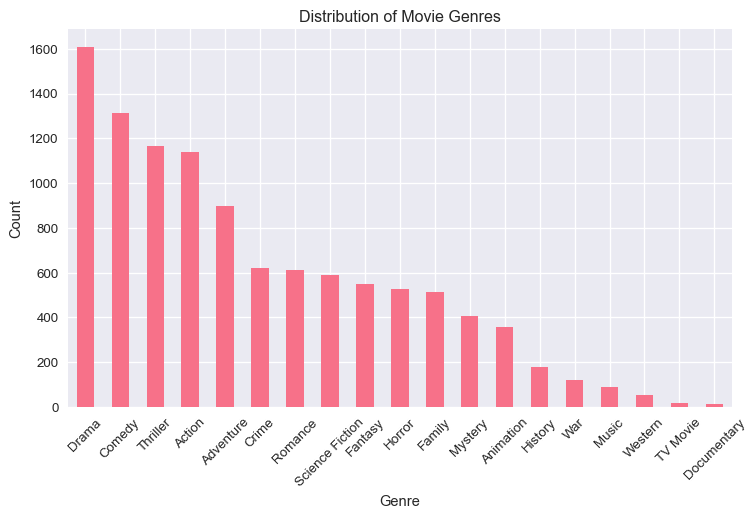 Distribution of Movie Genres
1600
1400
1200
1000
800
600
400
200
0
Count
Drama
Comedy
Thriller
Action
Adventure
Crime
Romance
Science Fiction
Fantasy
Horror
Family
Mystery
Animation
History
War
Music
Western
TV Movie
Documentary
Genre